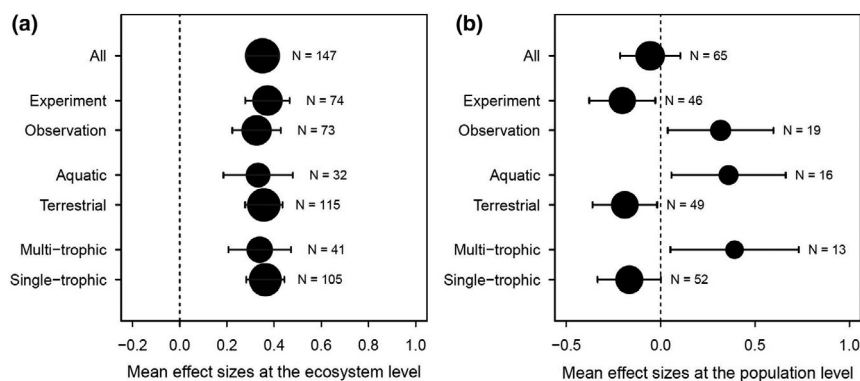 (a)
All
Experiment
Observation
Aquatic
Terrestrial
Multi−trophic
Single−trophic
N = 147
N = 74
N = 73
N = 32
N = 115
N = 41
N = 105
−0.2 0.0 0.2 0.4 0.6 0.8 1.0
Mean effect sizes at the ecosystem level
(b)
All
Experiment
Observation
Aquatic
Terrestrial
Multi−trophic
Single−trophic
N = 65
N = 46
N = 19
N = 16
N = 49
N = 13
N = 52
−0.5 0.0 0.5 1.0
Mean effect sizes at the population level